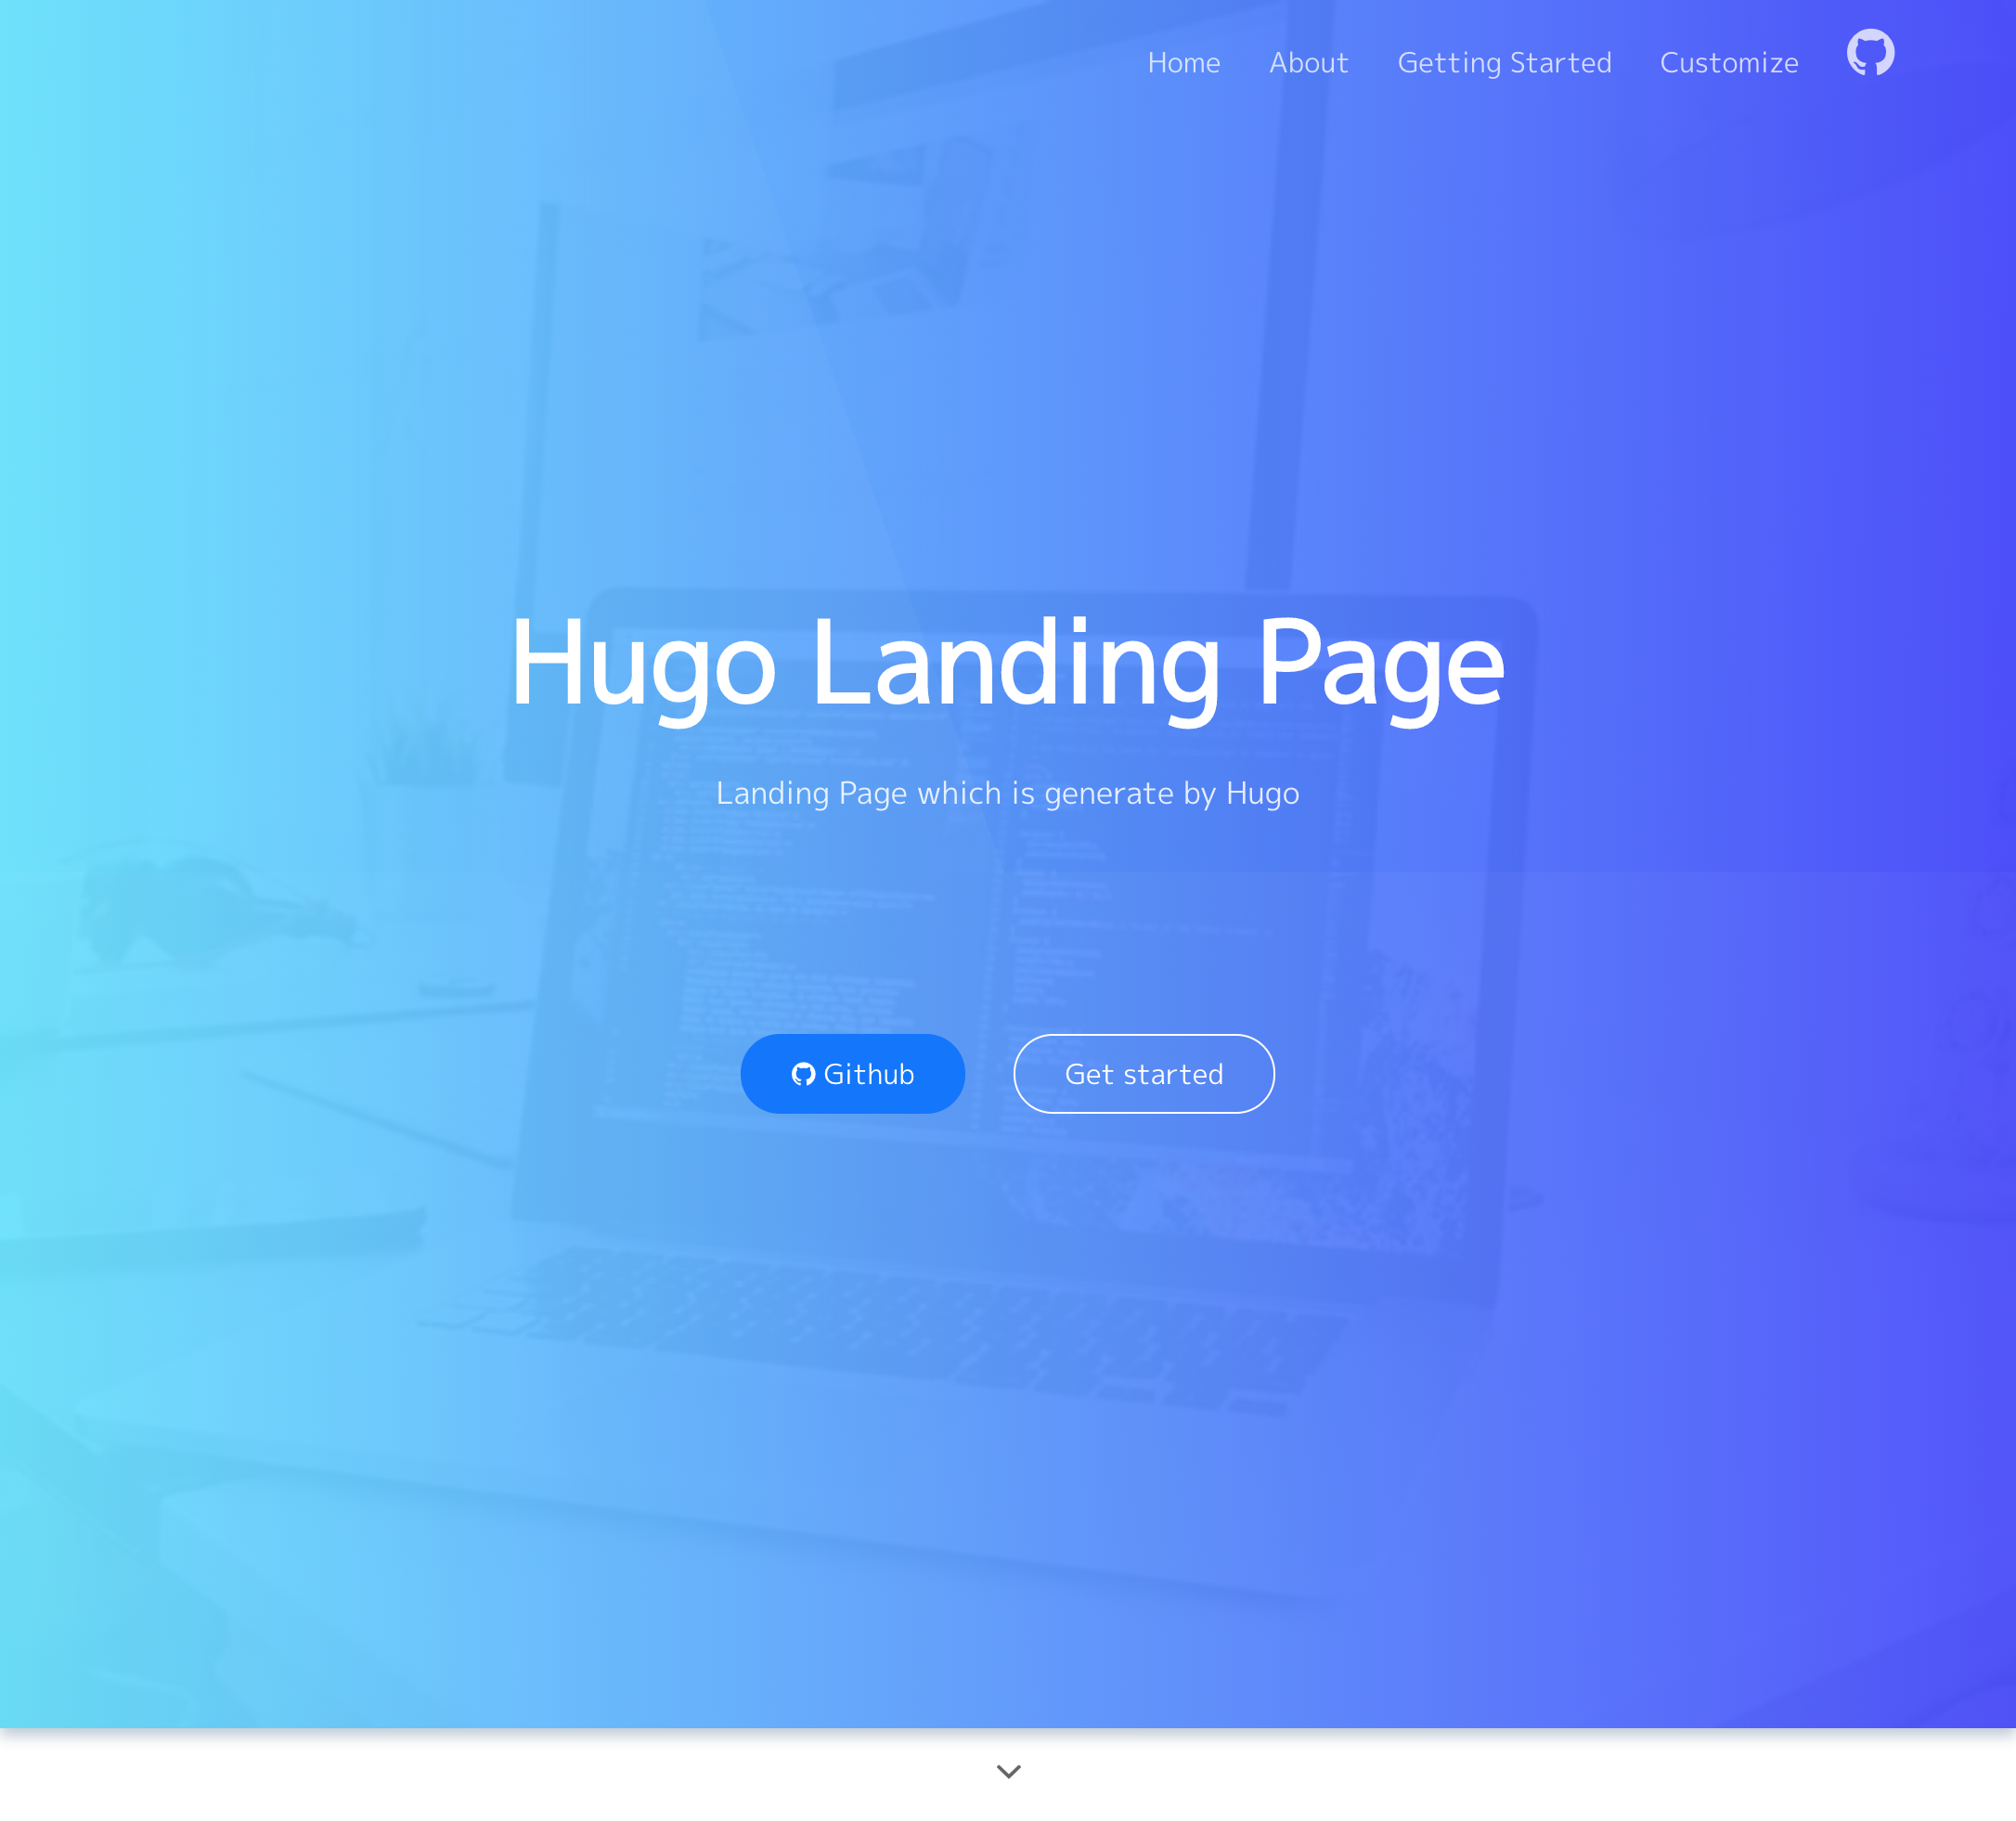 Home About Getting Started Customize
Hugo Landing Page
Landing Page which is generate by Hugo
Github Get started